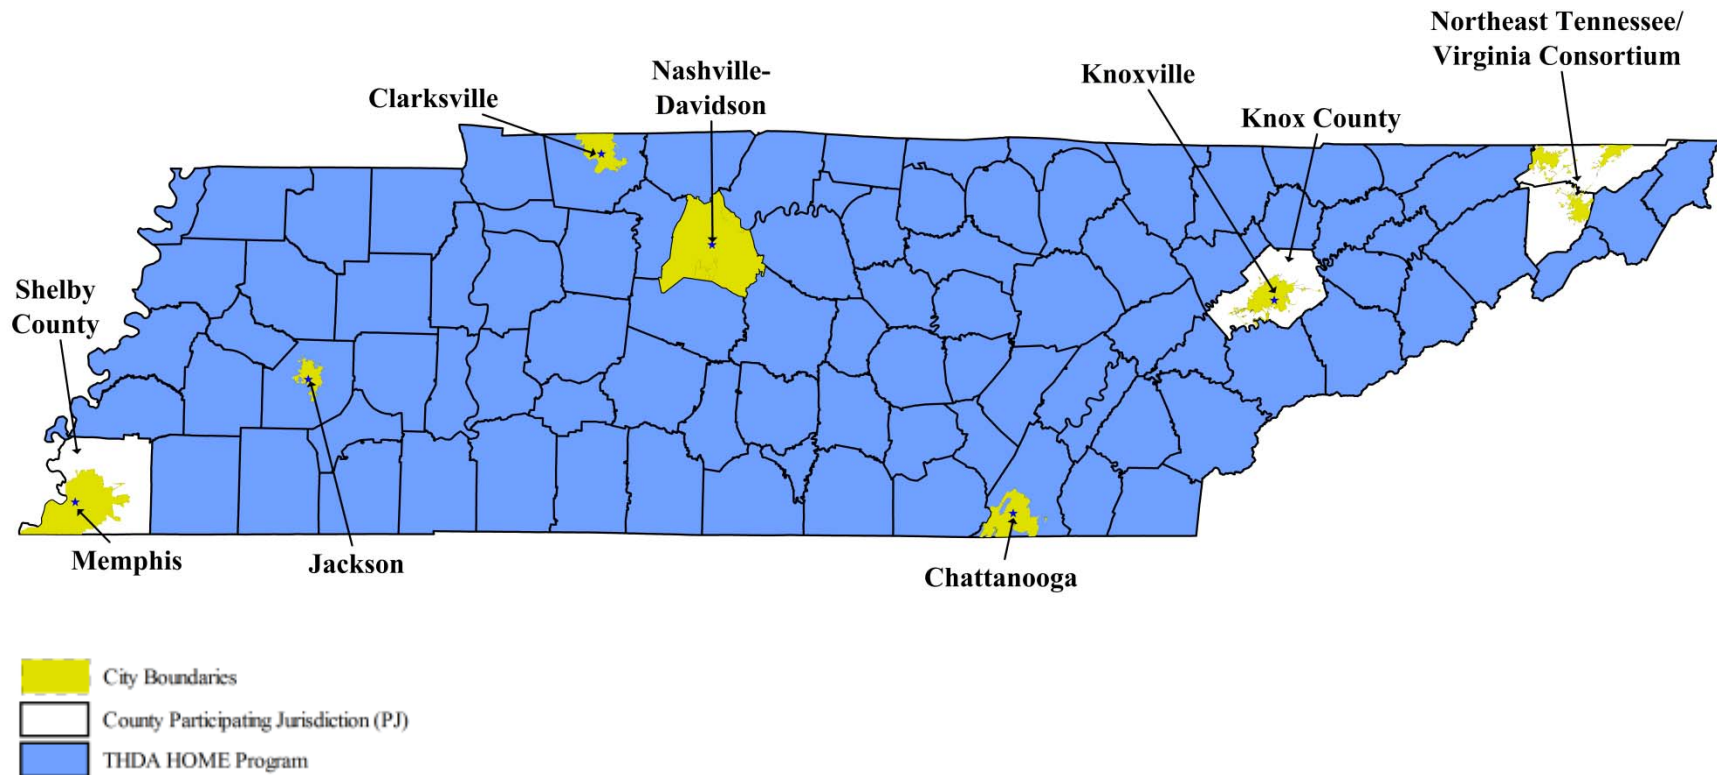 Northeast Tennessee/
Virginia Consortium
Nashville-
Davidson
Knoxville
Clarksville
Knox County
Shelby
County
Memphis
Jackson
Chattanooga
City Boundaries
County Participating Jurisdiction (PJ)
THDA HOME Program